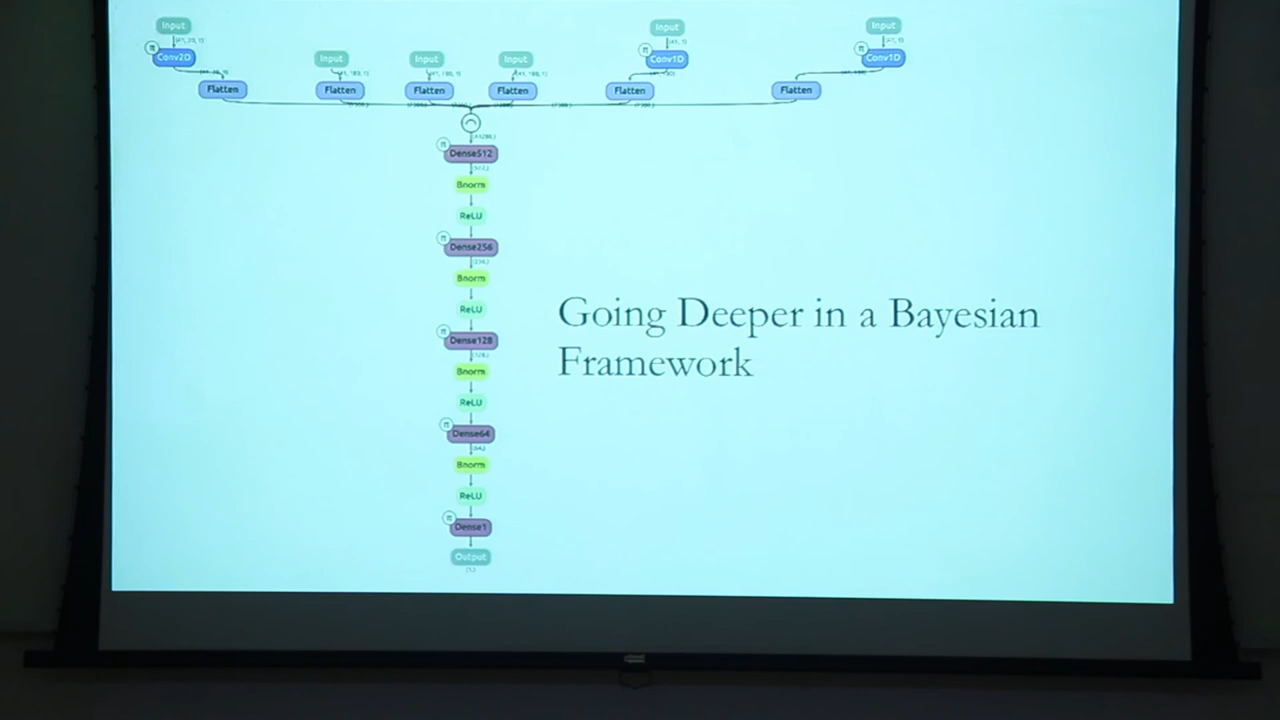 Input
Input
Input
Conv2D
Input
Input
Input
Conv1D
Conv1D
Flatten
Flatten
Flatten
Flatten
Flatten
Flatten
Dense512
Bnorm
ReLU
Dense256
Bnorm
ReLU
Going Deeper in a Bayesian
Framework
Dense128
Bnorm
ReLU
Dense64
Bnorm
ReLU
Dense1
Output